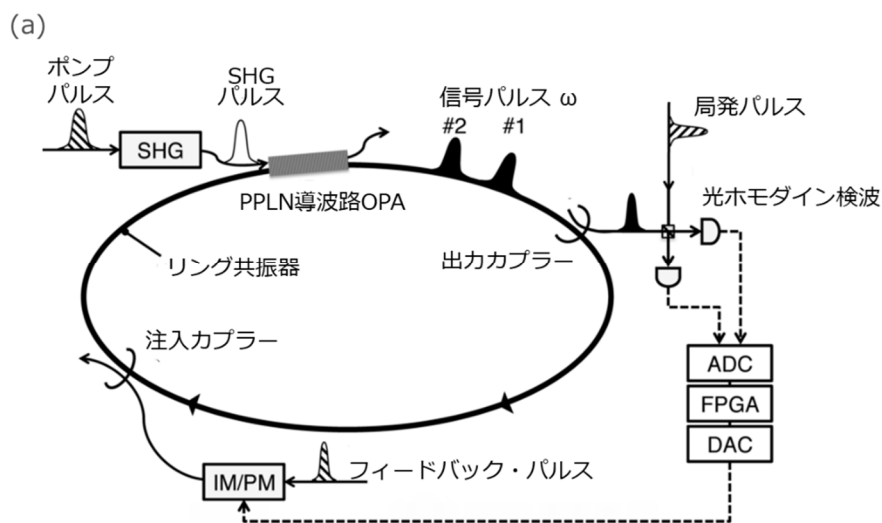 (a)
ポンプ
パルス
SHG
SHG
パルス
信号パルス ω
#2
#1
局発パルス
PPLN導波路OPA
光ホモダイン検波
出力カプラー
リング共振器
注入カプラー
ADC
FPGA
DAC
フィードバック・パルス
IM/PM